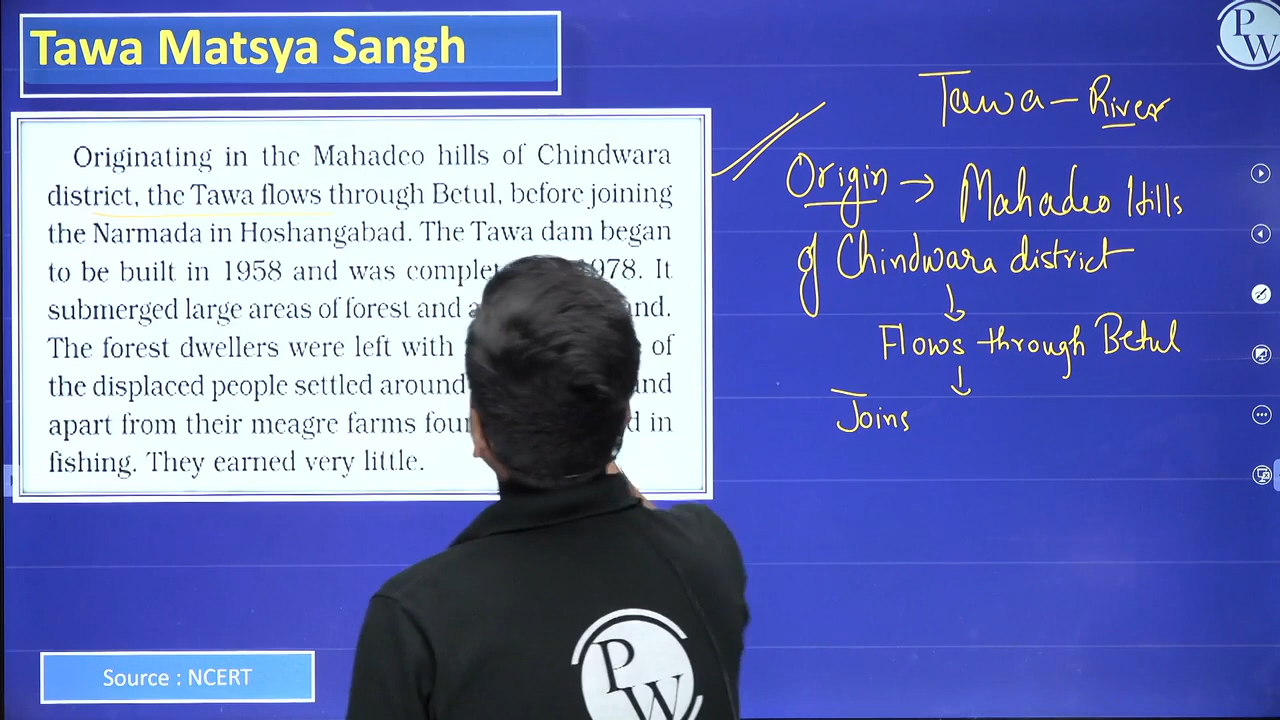 Tawa Matsya Sangh
PW
Originating in the Mahadeo hills of Chindwara
district, the Tawa flows through Betul, before joining
the Narmada in Hoshangabad. The Tawa dam began
to be built in 1958 and was 1978. It
submerged large areas of forest and
The forest dwellers were left with of
the displaced people settled around
apart from their meagre farms in
fishing. They earned very little.
Tawa – River
Origin → Mahadeo Hills
of Chindwara district
↓
Flows through Betul
↓
Joins
Source : NCERT
PW